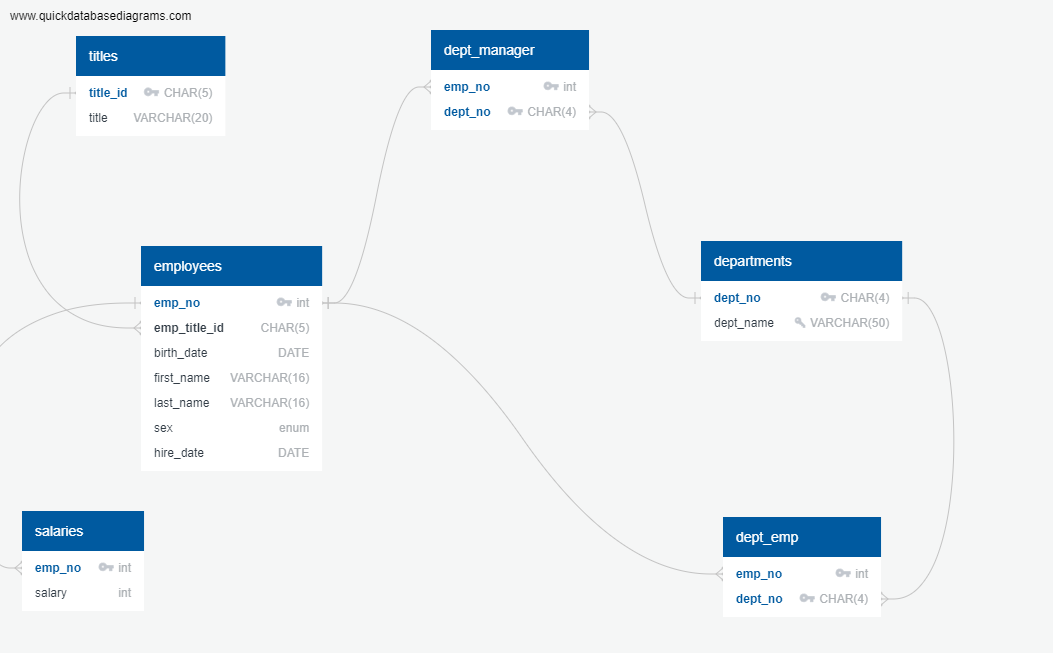 www.quickdatabasediagrams.com
titles
title_id CHAR(5)
title VARCHAR(20)
dept_manager
emp_no int
dept_no CHAR(4)
employees
emp_no int
emp_title_id CHAR(5)
birth_date DATE
first_name VARCHAR(16)
last_name VARCHAR(16)
sex enum
hire_date DATE
departments
dept_no CHAR(4)
dept_name VARCHAR(50)
salaries
emp_no int
salary int
dept_emp
emp_no int
dept_no CHAR(4)